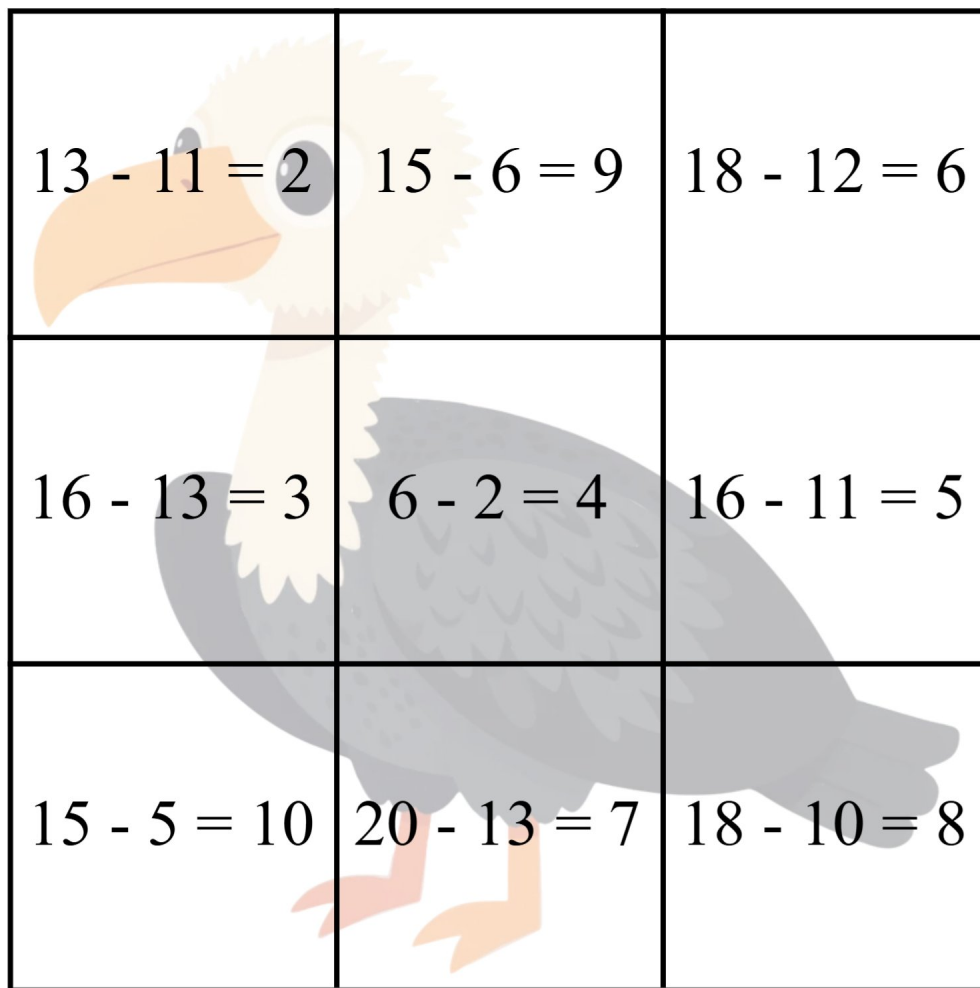 13 - 11 = 2
15 - 6 = 9
18 - 12 = 6
16 - 13 = 3
6 - 2 = 4
16 - 11 = 5
15 - 5 = 10
20 - 13 = 7
18 - 10 = 8